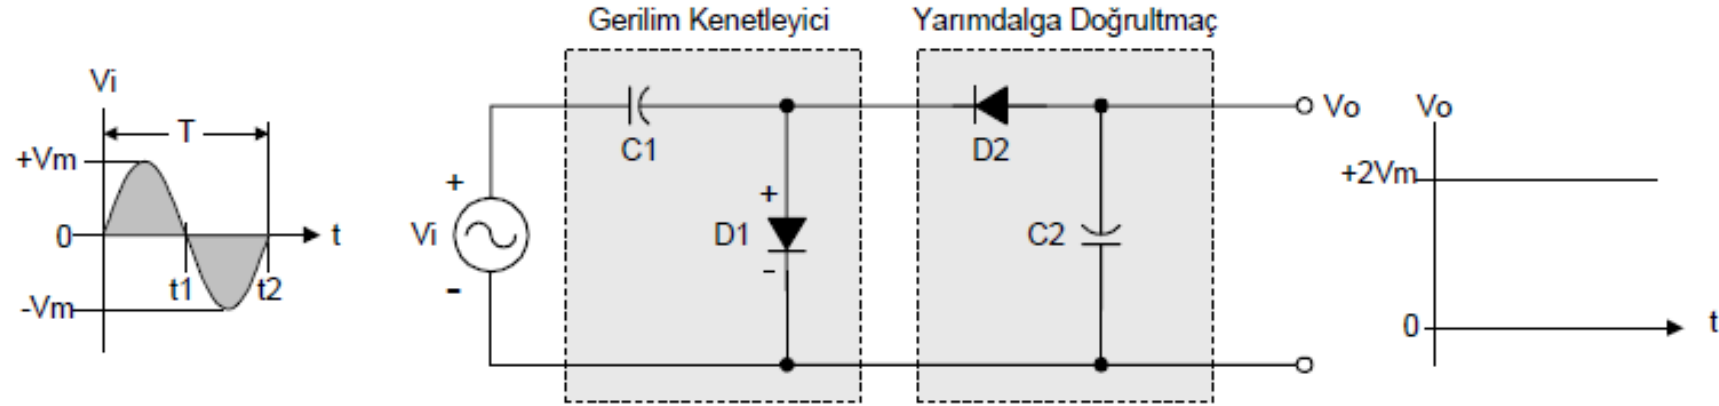 Gerilim Kenetleyici
Yarımdalga Doğrultmaç
Vi
T
+Vm
0
t
t1
t2
-Vm
+
Vi
-
C1
+
D1
-
D2
C2
Vo
Vo
+2Vm
0
t